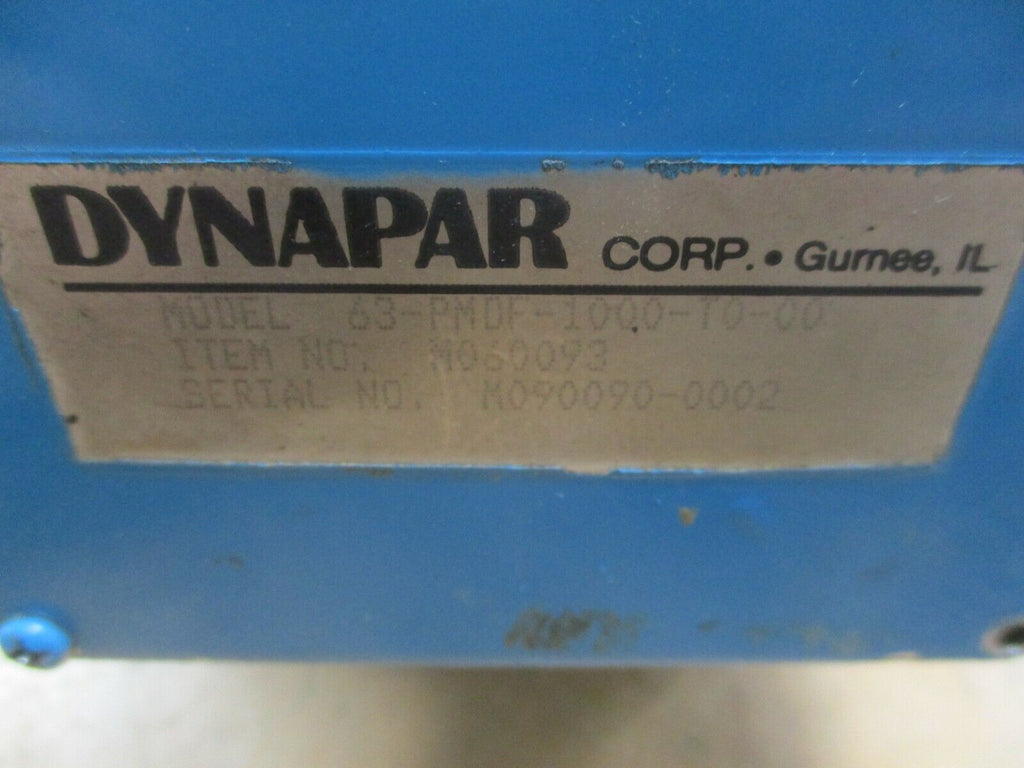 DYNAPAR CORP. • Gurnee, IL
MODEL 63-PMDF-1000-T0-00
ITEM NO. M060093
SERIAL NO. M090090-0002